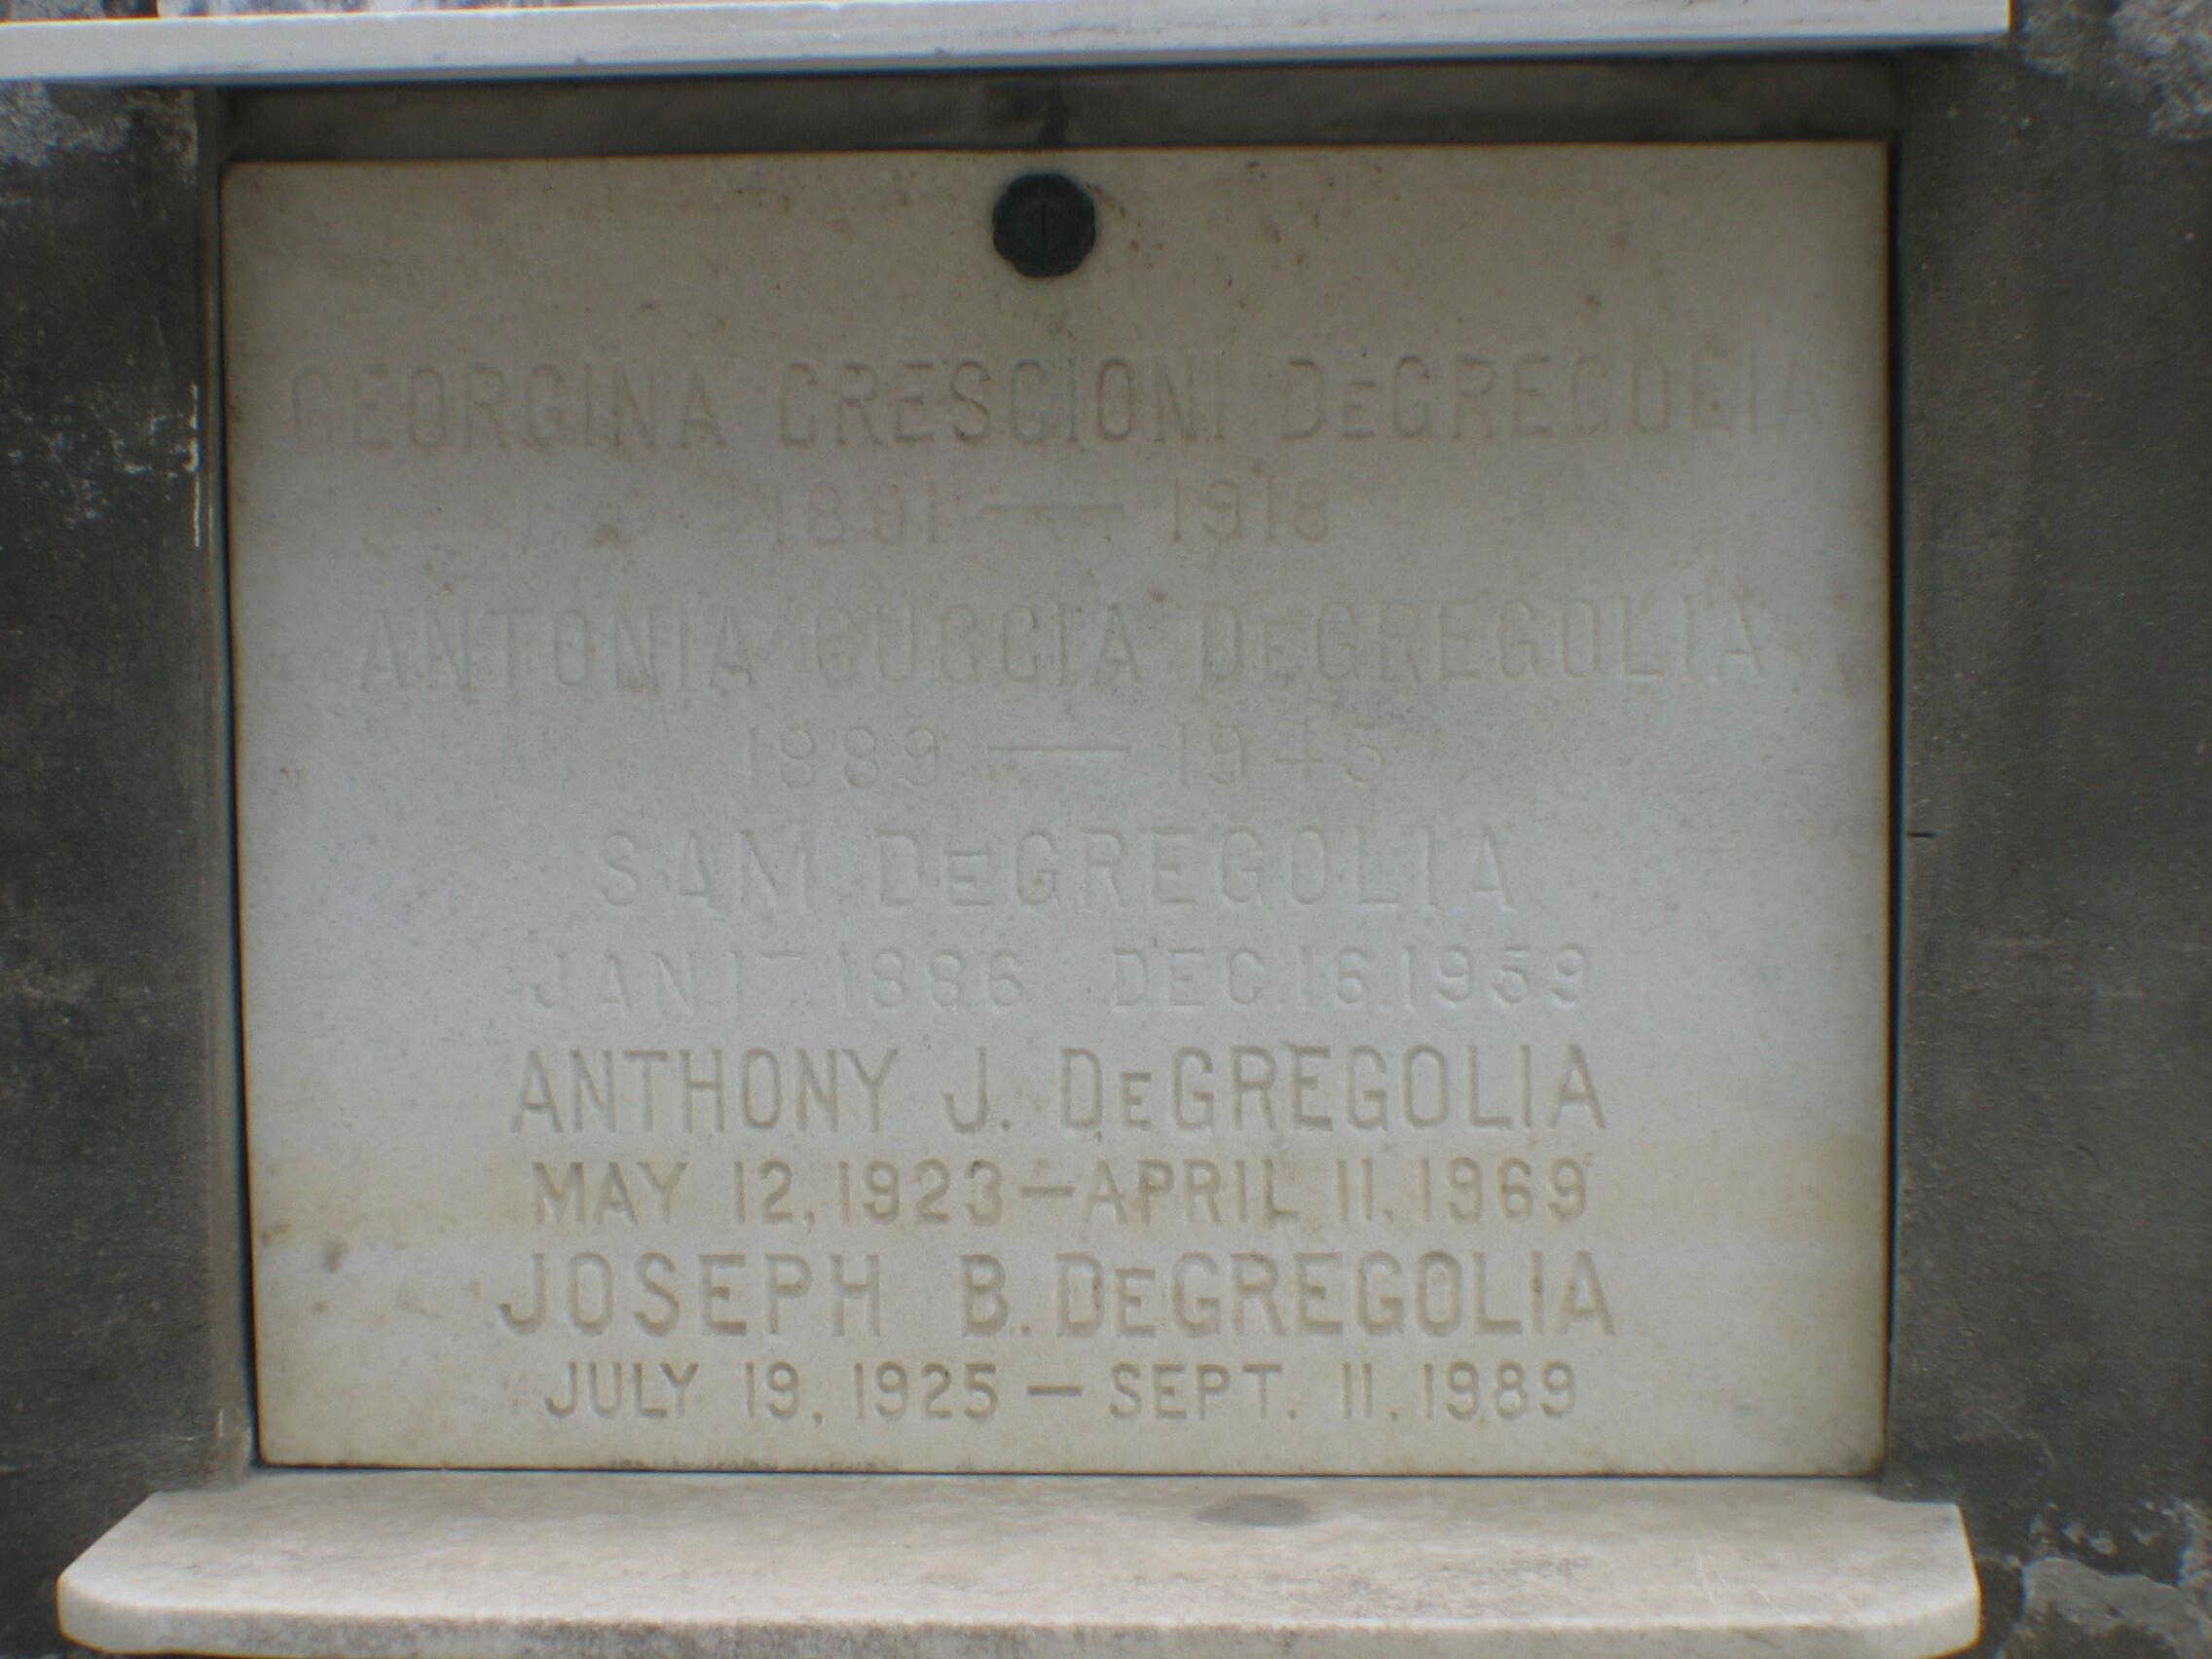 GEORGINA CRESCIONI DEGREGOLIA
1891 — 1918
ANTONIA CUCCIA DEGREGOLIA
1889 — 1945
SAM DEGREGOLIA
JAN. 17 1886 DEC. 16, 1959
ANTHONY J. DEGREGOLIA
MAY 12, 1923 — APRIL 11, 1969
JOSEPH B. DEGREGOLIA
JULY 19, 1925 — SEPT. 11, 1989